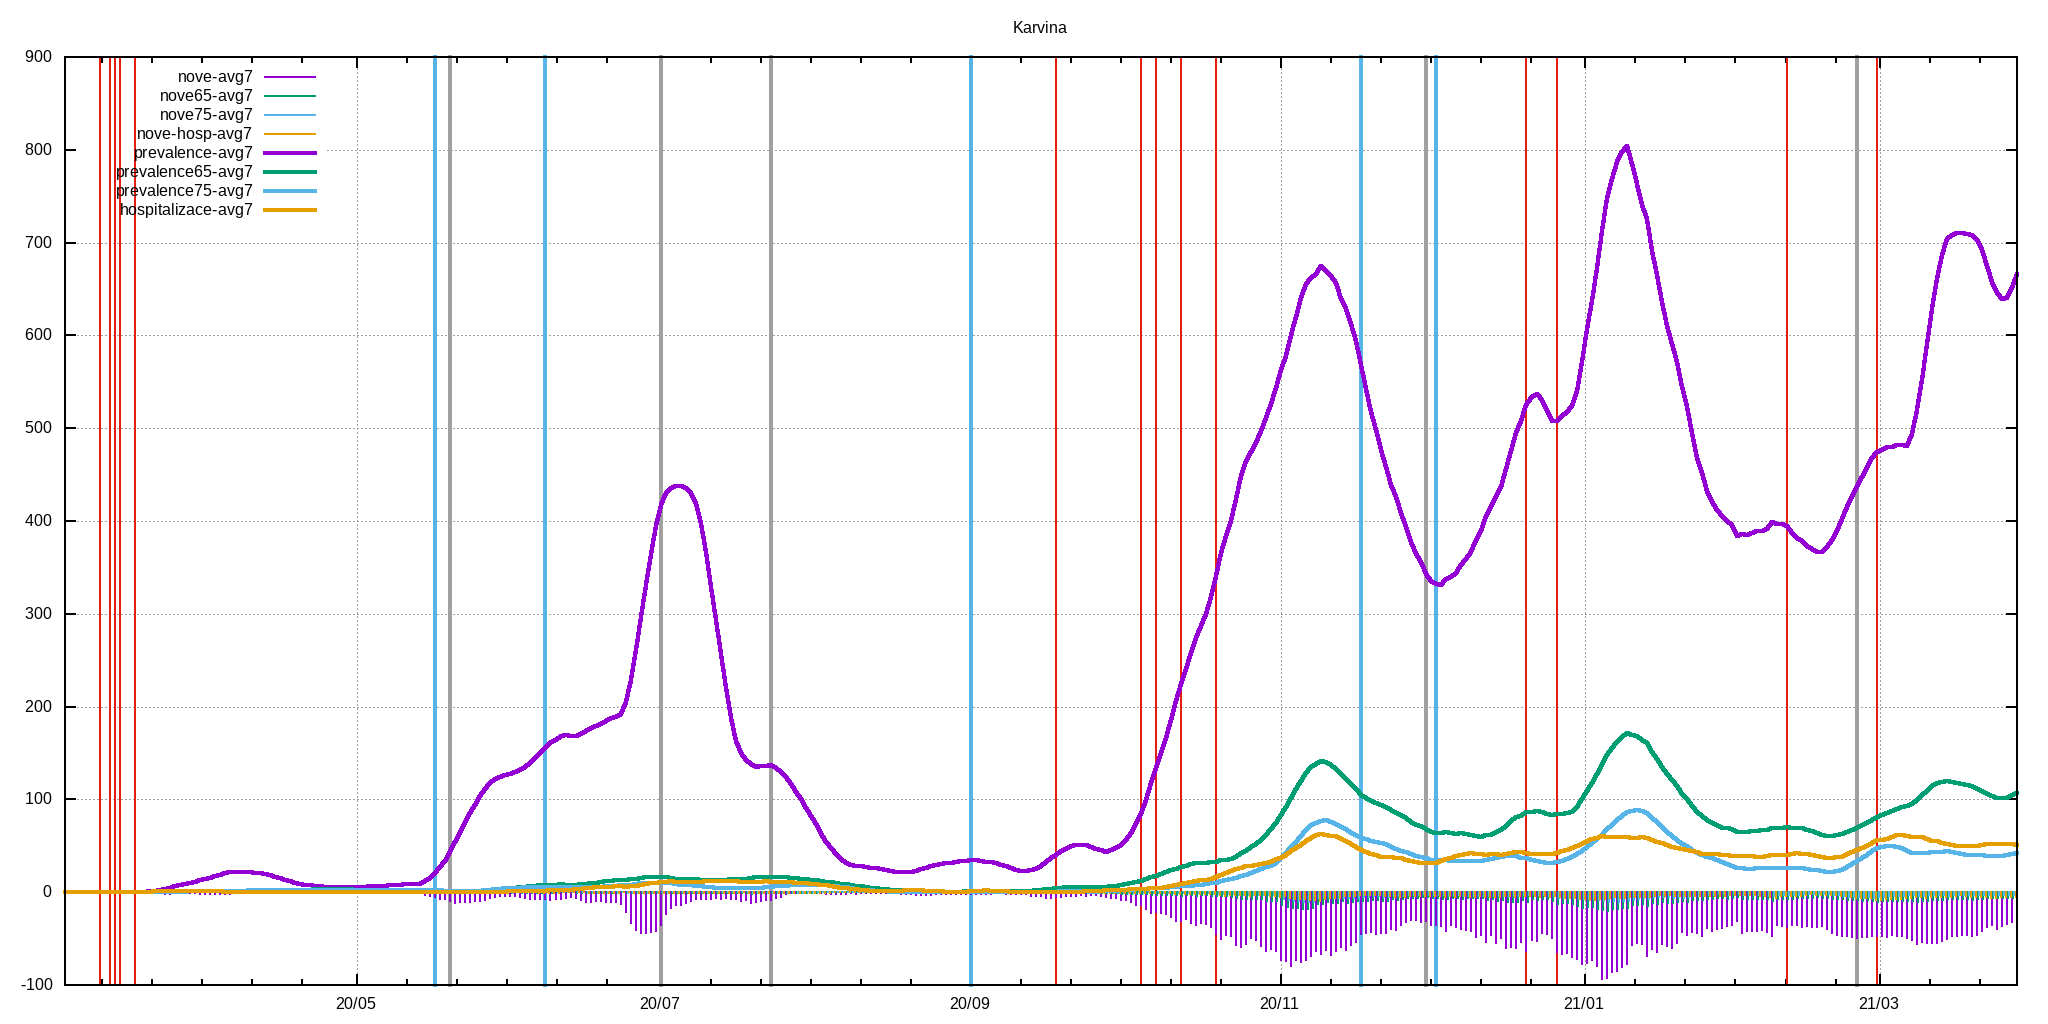 Karvina
900
800
700
600
500
400
300
200
100
0
-100
nove-avg7
nove65-avg7
nove75-avg7
nove-hosp-avg7
prevalence-avg7
prevalence65-avg7
prevalence75-avg7
hospitalizace-avg7
20/05 20/07 20/09 20/11 21/01 21/03